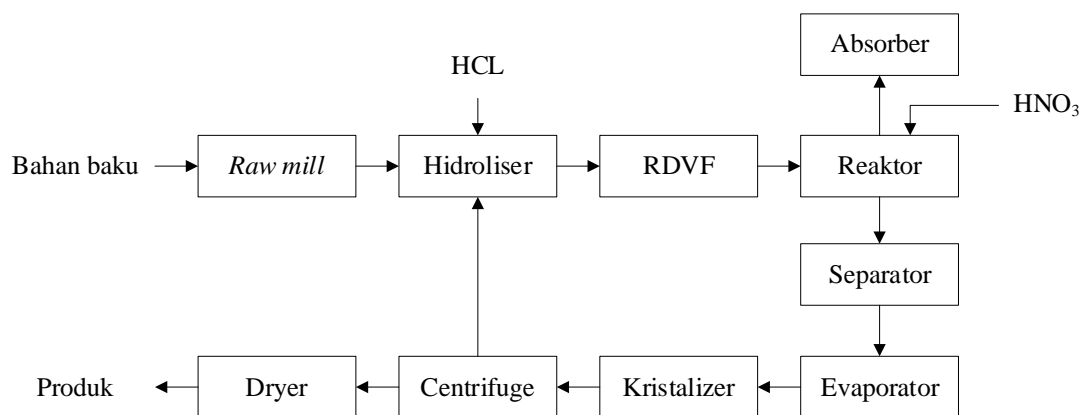 Absorber
HCL
HNO₃
Bahan baku
Raw mill
Hidroliser
RDVF
Reaktor
Separator
Produk
Dryer
Centrifuge
Kristalizer
Evaporator